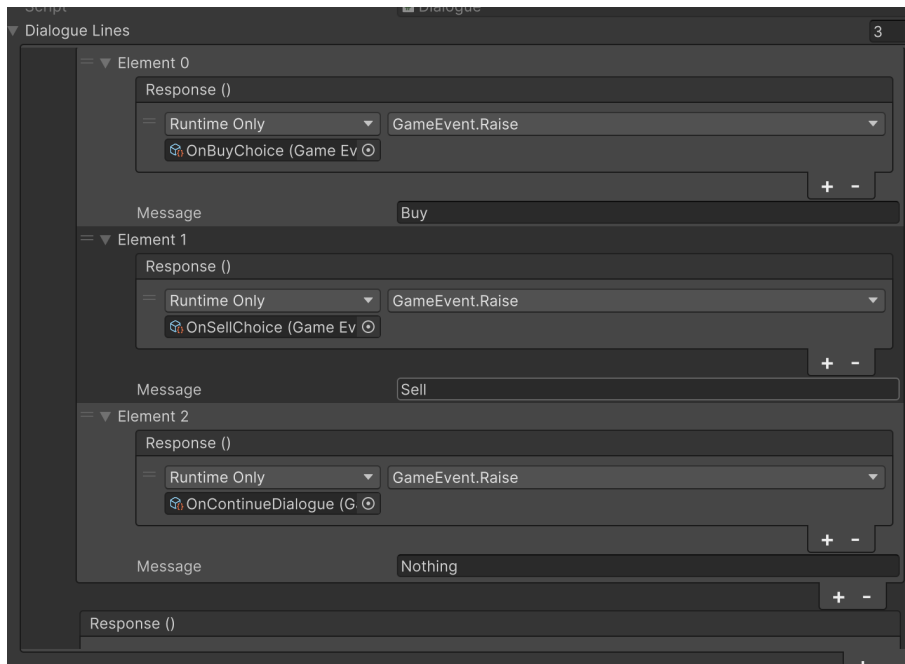 Script Dialogue
Dialogue Lines 3
Element 0
Response ()
Runtime Only GameEvent.Raise
OnBuyChoice (Game Ev
Message Buy
Element 1
Response ()
Runtime Only GameEvent.Raise
OnSellChoice (Game Ev
Message Sell
Element 2
Response ()
Runtime Only GameEvent.Raise
OnContinueDialogue (G
Message Nothing
Response ()